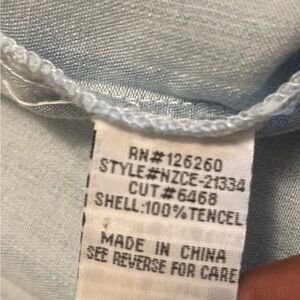 RN#126260
STYLE#NZCE-21334
CUT#6468
SHELL:100%TENCEL
MADE IN CHINA
SEE REVERSE FOR CARE